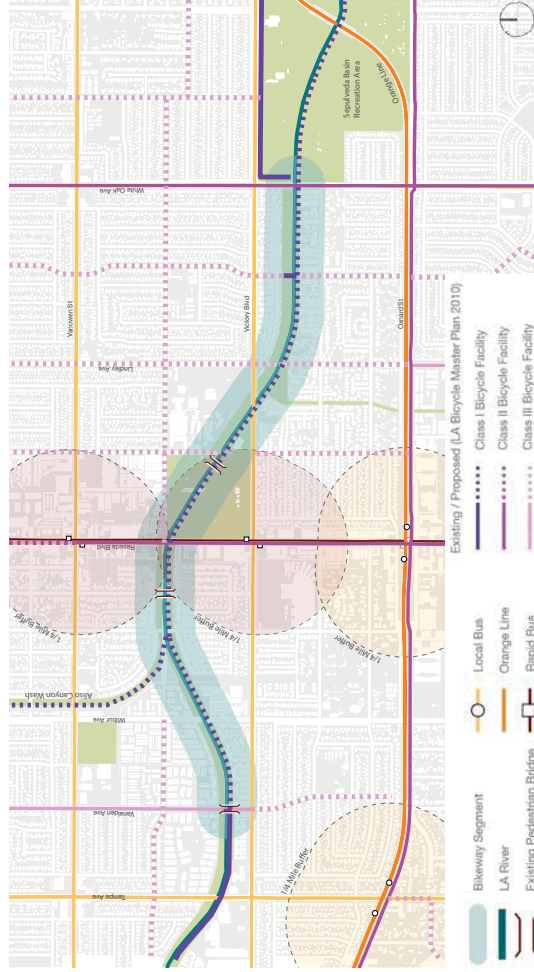 Sepulveda Basin
Recreation Area
Orange Line
White Oak Ave
Vanowen St
Victory Blvd
Oxnard St
Lindley Ave
Reseda Blvd
1/4 Mile Buffer
1/4 Mile Buffer
1/4 Mile Buffer
Aliso Canyon Wash
Wilbur Ave
Vanalden Ave
Tampa Ave
1/4 Mile Buffer
Bikeway Segment
LA River
Existing Pedestrian Bridge
Local Bus
Orange Line
Rapid Bus
Existing / Proposed (LA Bicycle Master Plan 2010)
Class I Bicycle Facility
Class II Bicycle Facility
Class III Bicycle Facility